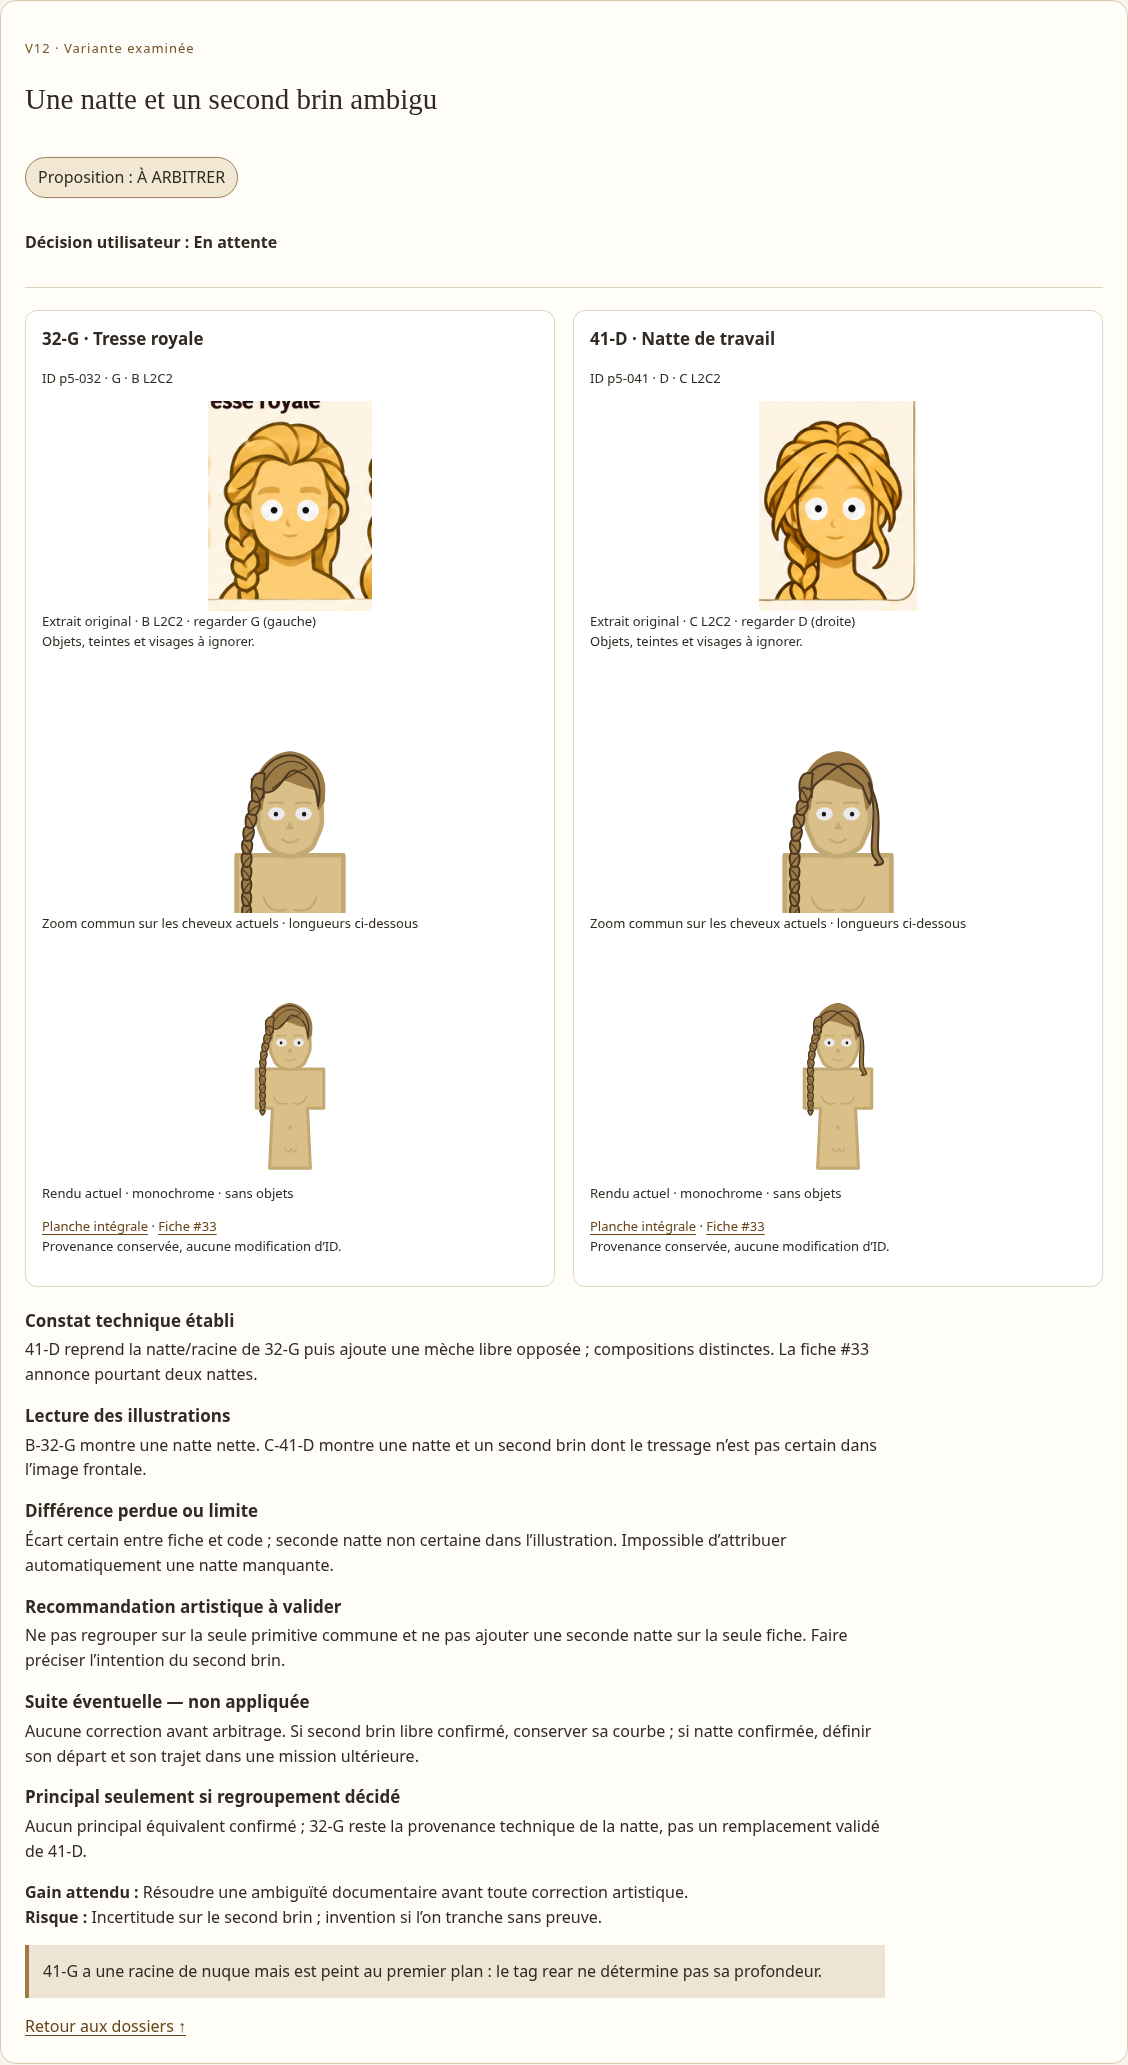 V12 · Variante examinée
Une natte et un second brin ambigu
Proposition : À ARBITRER
Décision utilisateur : En attente
32-G · Tresse royale
ID p5-032 · G · B L2C2
esse royale
Extrait original · B L2C2 · regarder G (gauche)
Objets, teintes et visages à ignorer.
Zoom commun sur les cheveux actuels · longueurs ci-dessous
Rendu actuel · monochrome · sans objets
Planche intégrale · Fiche #33
Provenance conservée, aucune modification d’ID.
41-D · Natte de travail
ID p5-041 · D · C L2C2
Extrait original · C L2C2 · regarder D (droite)
Objets, teintes et visages à ignorer.
Zoom commun sur les cheveux actuels · longueurs ci-dessous
Rendu actuel · monochrome · sans objets
Planche intégrale · Fiche #33
Provenance conservée, aucune modification d’ID.
Constat technique établi
41-D reprend la natte/racine de 32-G puis ajoute une mèche libre opposée ; compositions distinctes. La fiche #33
annonce pourtant deux nattes.
Lecture des illustrations
B-32-G montre une natte nette. C-41-D montre une natte et un second brin dont le tressage n’est pas certain dans
l’image frontale.
Différence perdue ou limite
Écart certain entre fiche et code ; seconde natte non certaine dans l’illustration. Impossible d’attribuer
automatiquement une natte manquante.
Recommandation artistique à valider
Ne pas regrouper sur la seule primitive commune et ne pas ajouter une seconde natte sur la seule fiche. Faire
préciser l’intention du second brin.
Suite éventuelle — non appliquée
Aucune correction avant arbitrage. Si second brin libre confirmé, conserver sa courbe ; si natte confirmée, définir
son départ et son trajet dans une mission ultérieure.
Principal seulement si regroupement décidé
Aucun principal équivalent confirmé ; 32-G reste la provenance technique de la natte, pas un remplacement validé
de 41-D.
Gain attendu : Résoudre une ambiguïté documentaire avant toute correction artistique.
Risque : Incertitude sur le second brin ; invention si l’on tranche sans preuve.
41-G a une racine de nuque mais est peint au premier plan : le tag rear ne détermine pas sa profondeur.
Retour aux dossiers ↑